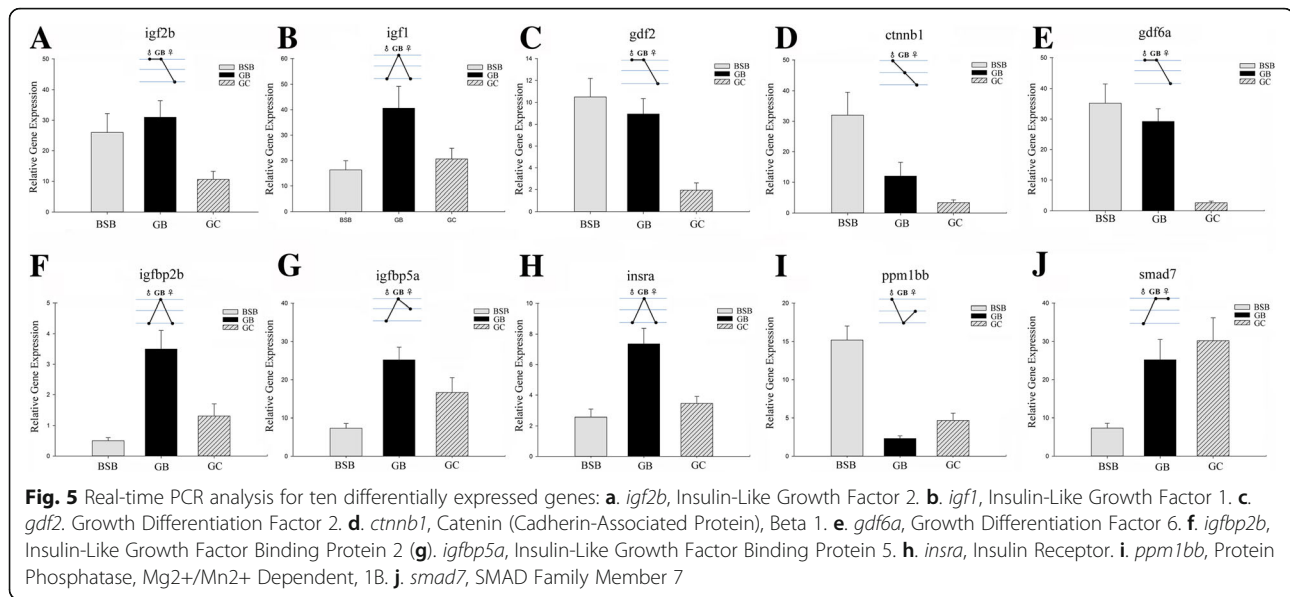 A igf2b
♂ GB ♀
Relative Gene Expression
50
40
30
20
10
0
BSB
GB
GC
BSB GB GC
B igf1
♂ GB ♀
Relative Gene Expression
60
50
40
30
20
10
0
BSB
GB
GC
BSB GB GC
C gdf2
♂ GB ♀
Relative Gene Expression
14
12
10
8
6
4
2
0
BSB
GB
GC
BSB GB GC
D ctnnb1
♂ GB ♀
Relative Gene Expression
50
40
30
20
10
0
BSB
GB
GC
BSB GB GC
E gdf6a
♂ GB ♀
Relative Gene Expression
50
40
30
20
10
0
BSB
GB
GC
BSB GB GC
F igfbp2b
♂ GB ♀
Relative Gene Expression
5
4
3
2
1
0
BSB
GB
GC
BSB GB GC
G igfbp5a
♂ GB ♀
Relative Gene Expression
40
30
20
10
0
BSB
GB
GC
BSB GB GC
H insra
♂ GB ♀
Relative Gene Expression
10
8
6
4
2
0
BSB
GB
GC
BSB GB GC
I ppm1bb
♂ GB ♀
Relative Gene Expression
20
15
10
5
0
BSB
GB
GC
BSB GB GC
J smad7
♂ GB ♀
Relative Gene Expression
50
40
30
20
10
0
BSB
GB
GC
BSB GB GC
Fig. 5 Real-time PCR analysis for ten differentially expressed genes: a. igf2b, Insulin-Like Growth Factor 2. b. igf1, Insulin-Like Growth Factor 1. c.
gdf2. Growth Differentiation Factor 2. d. ctnnb1, Catenin (Cadherin-Associated Protein), Beta 1. e. gdf6a, Growth Differentiation Factor 6. f. igfbp2b,
Insulin-Like Growth Factor Binding Protein 2 (g). igfbp5a, Insulin-Like Growth Factor Binding Protein 5. h. insra, Insulin Receptor. i. ppm1bb, Protein
Phosphatase, Mg2+/Mn2+ Dependent, 1B. j. smad7, SMAD Family Member 7